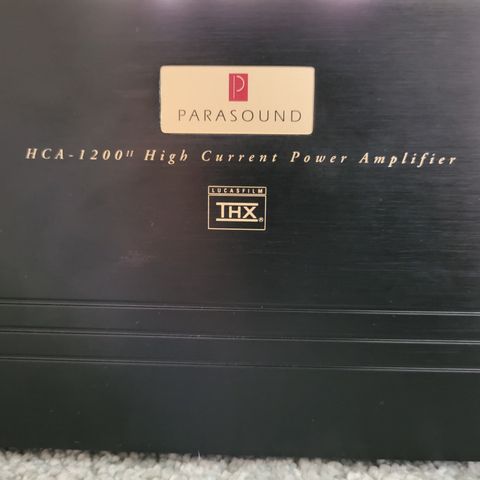 P
PARASOUND
HCA-1200II High Current Power Amplifier
LUCASFILM
THX®